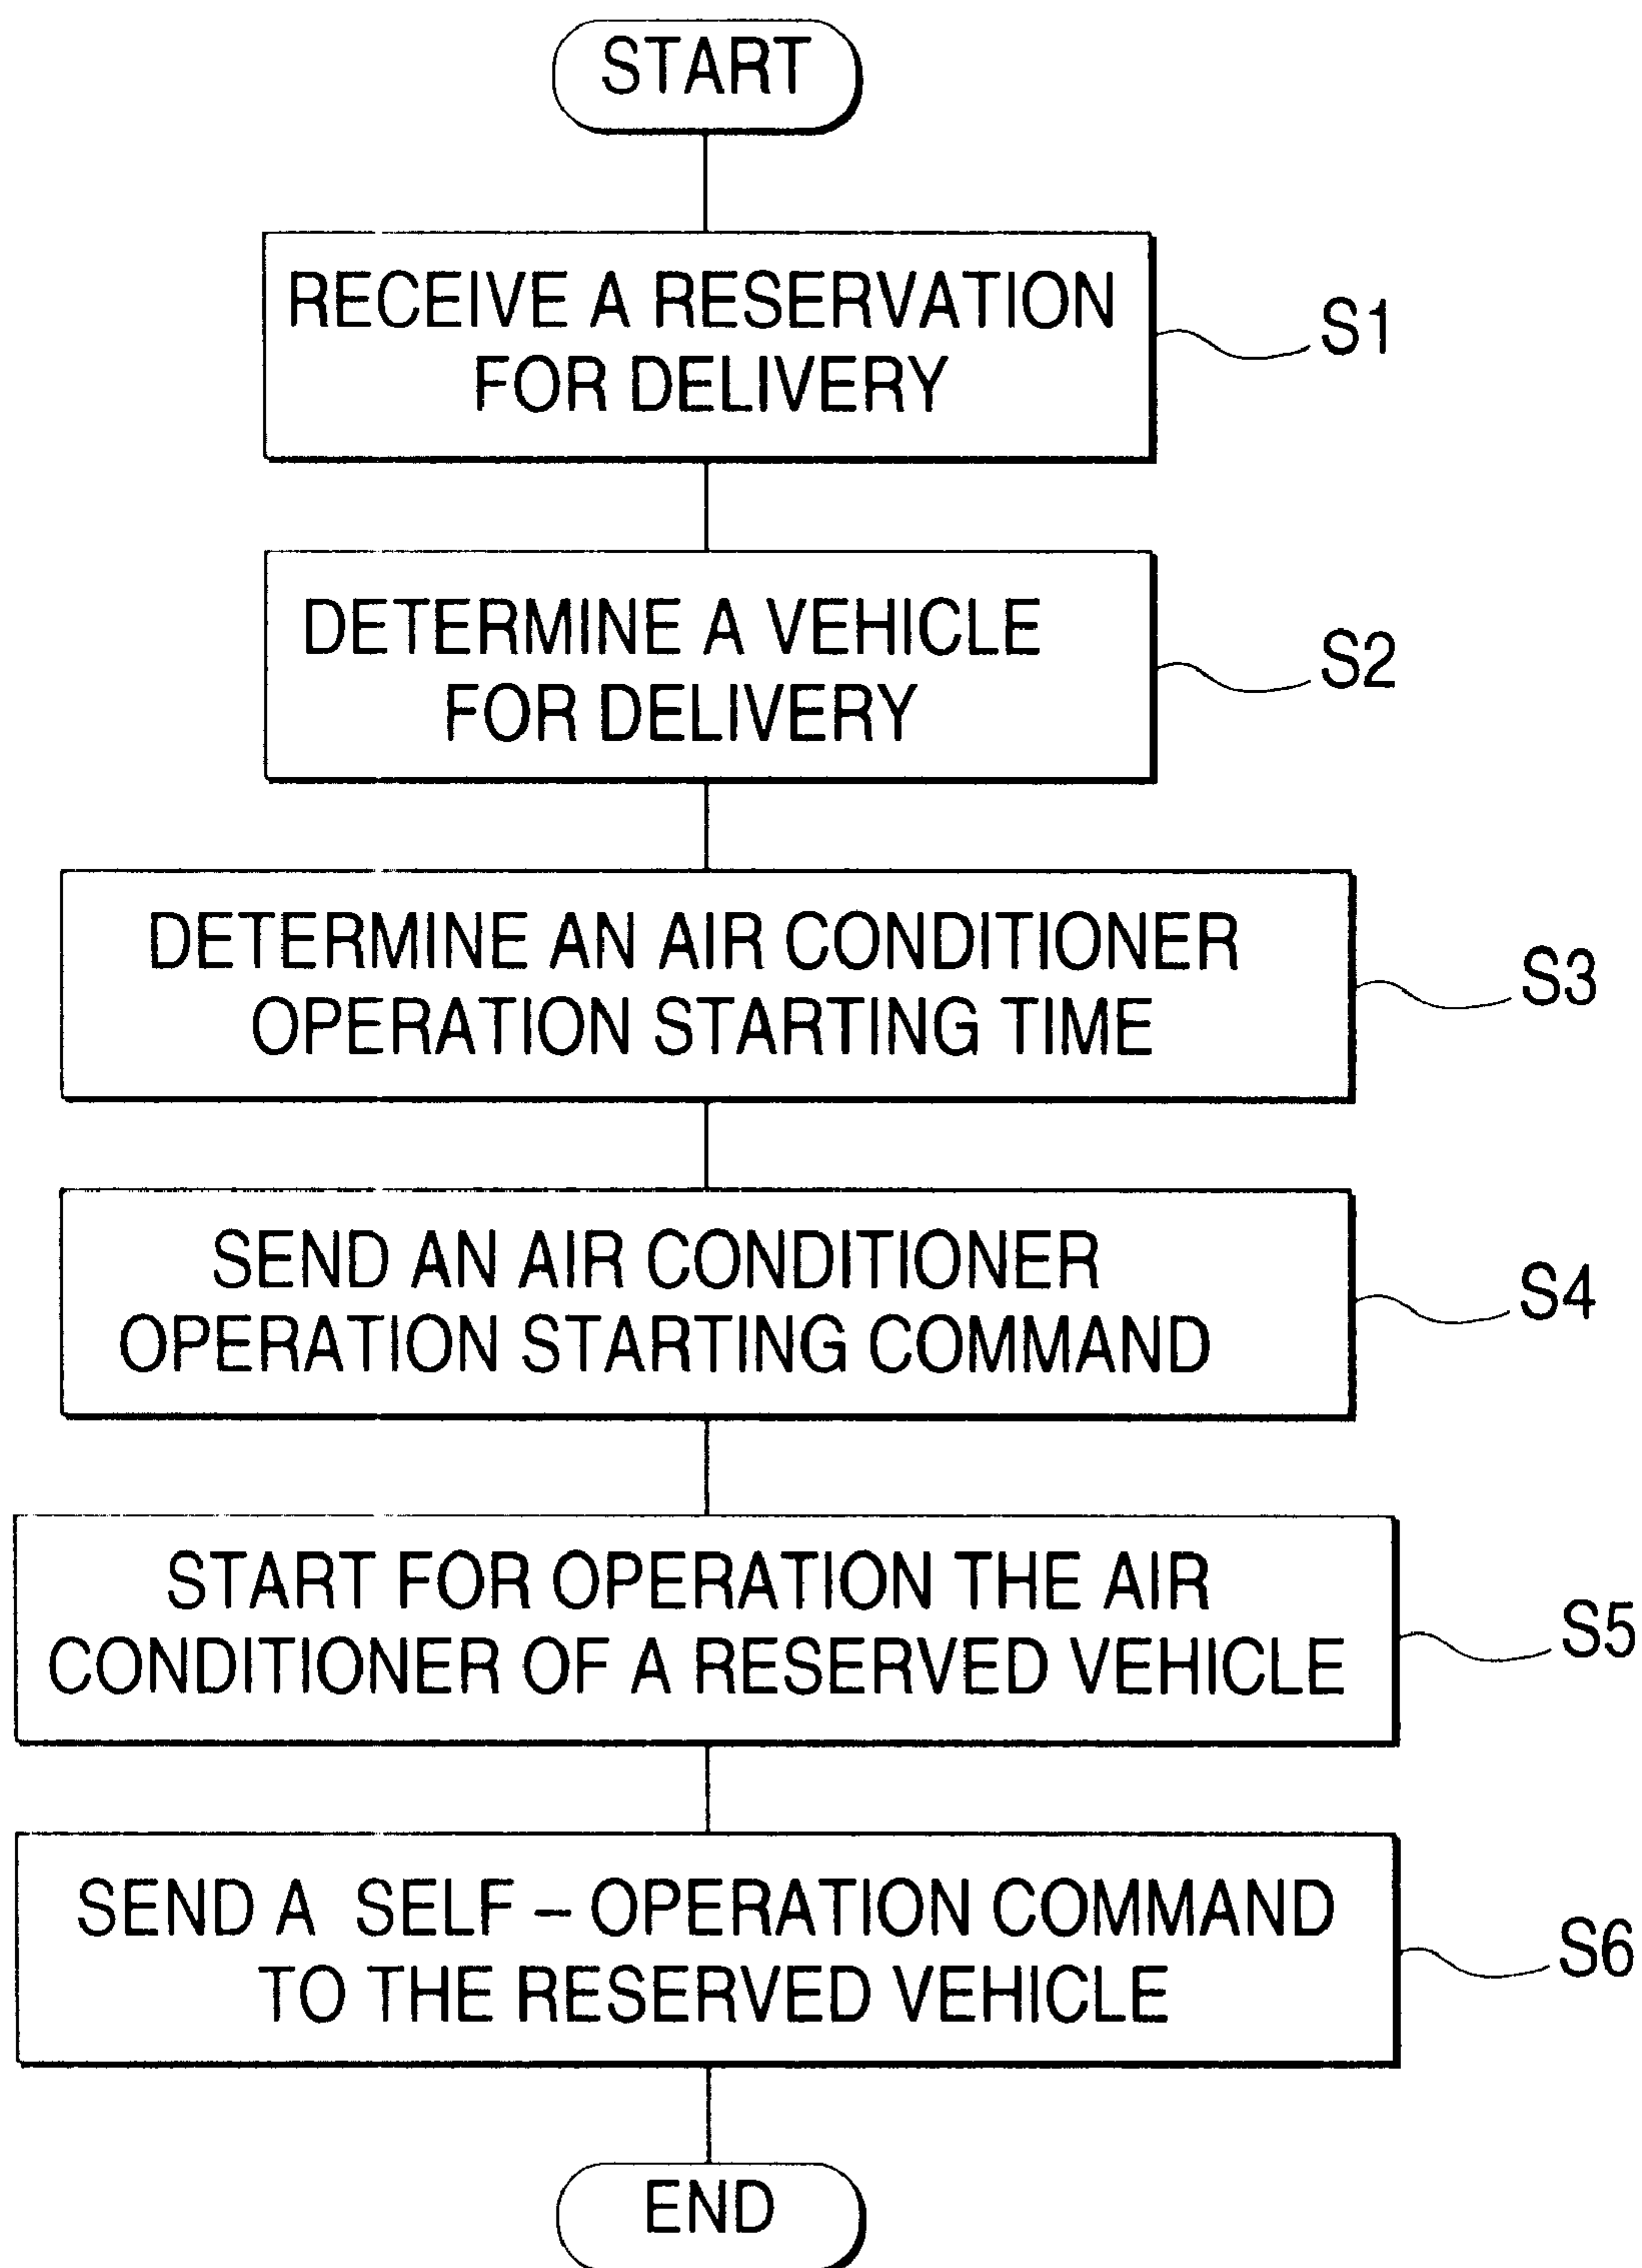 START
RECEIVE A RESERVATION
FOR DELIVERY
S1
DETERMINE A VEHICLE
FOR DELIVERY
S2
DETERMINE AN AIR CONDITIONER
OPERATION STARTING TIME
S3
SEND AN AIR CONDITIONER
OPERATION STARTING COMMAND
S4
START FOR OPERATION THE AIR
CONDITIONER OF A RESERVED VEHICLE
S5
SEND A SELF – OPERATION COMMAND
TO THE RESERVED VEHICLE
S6
END